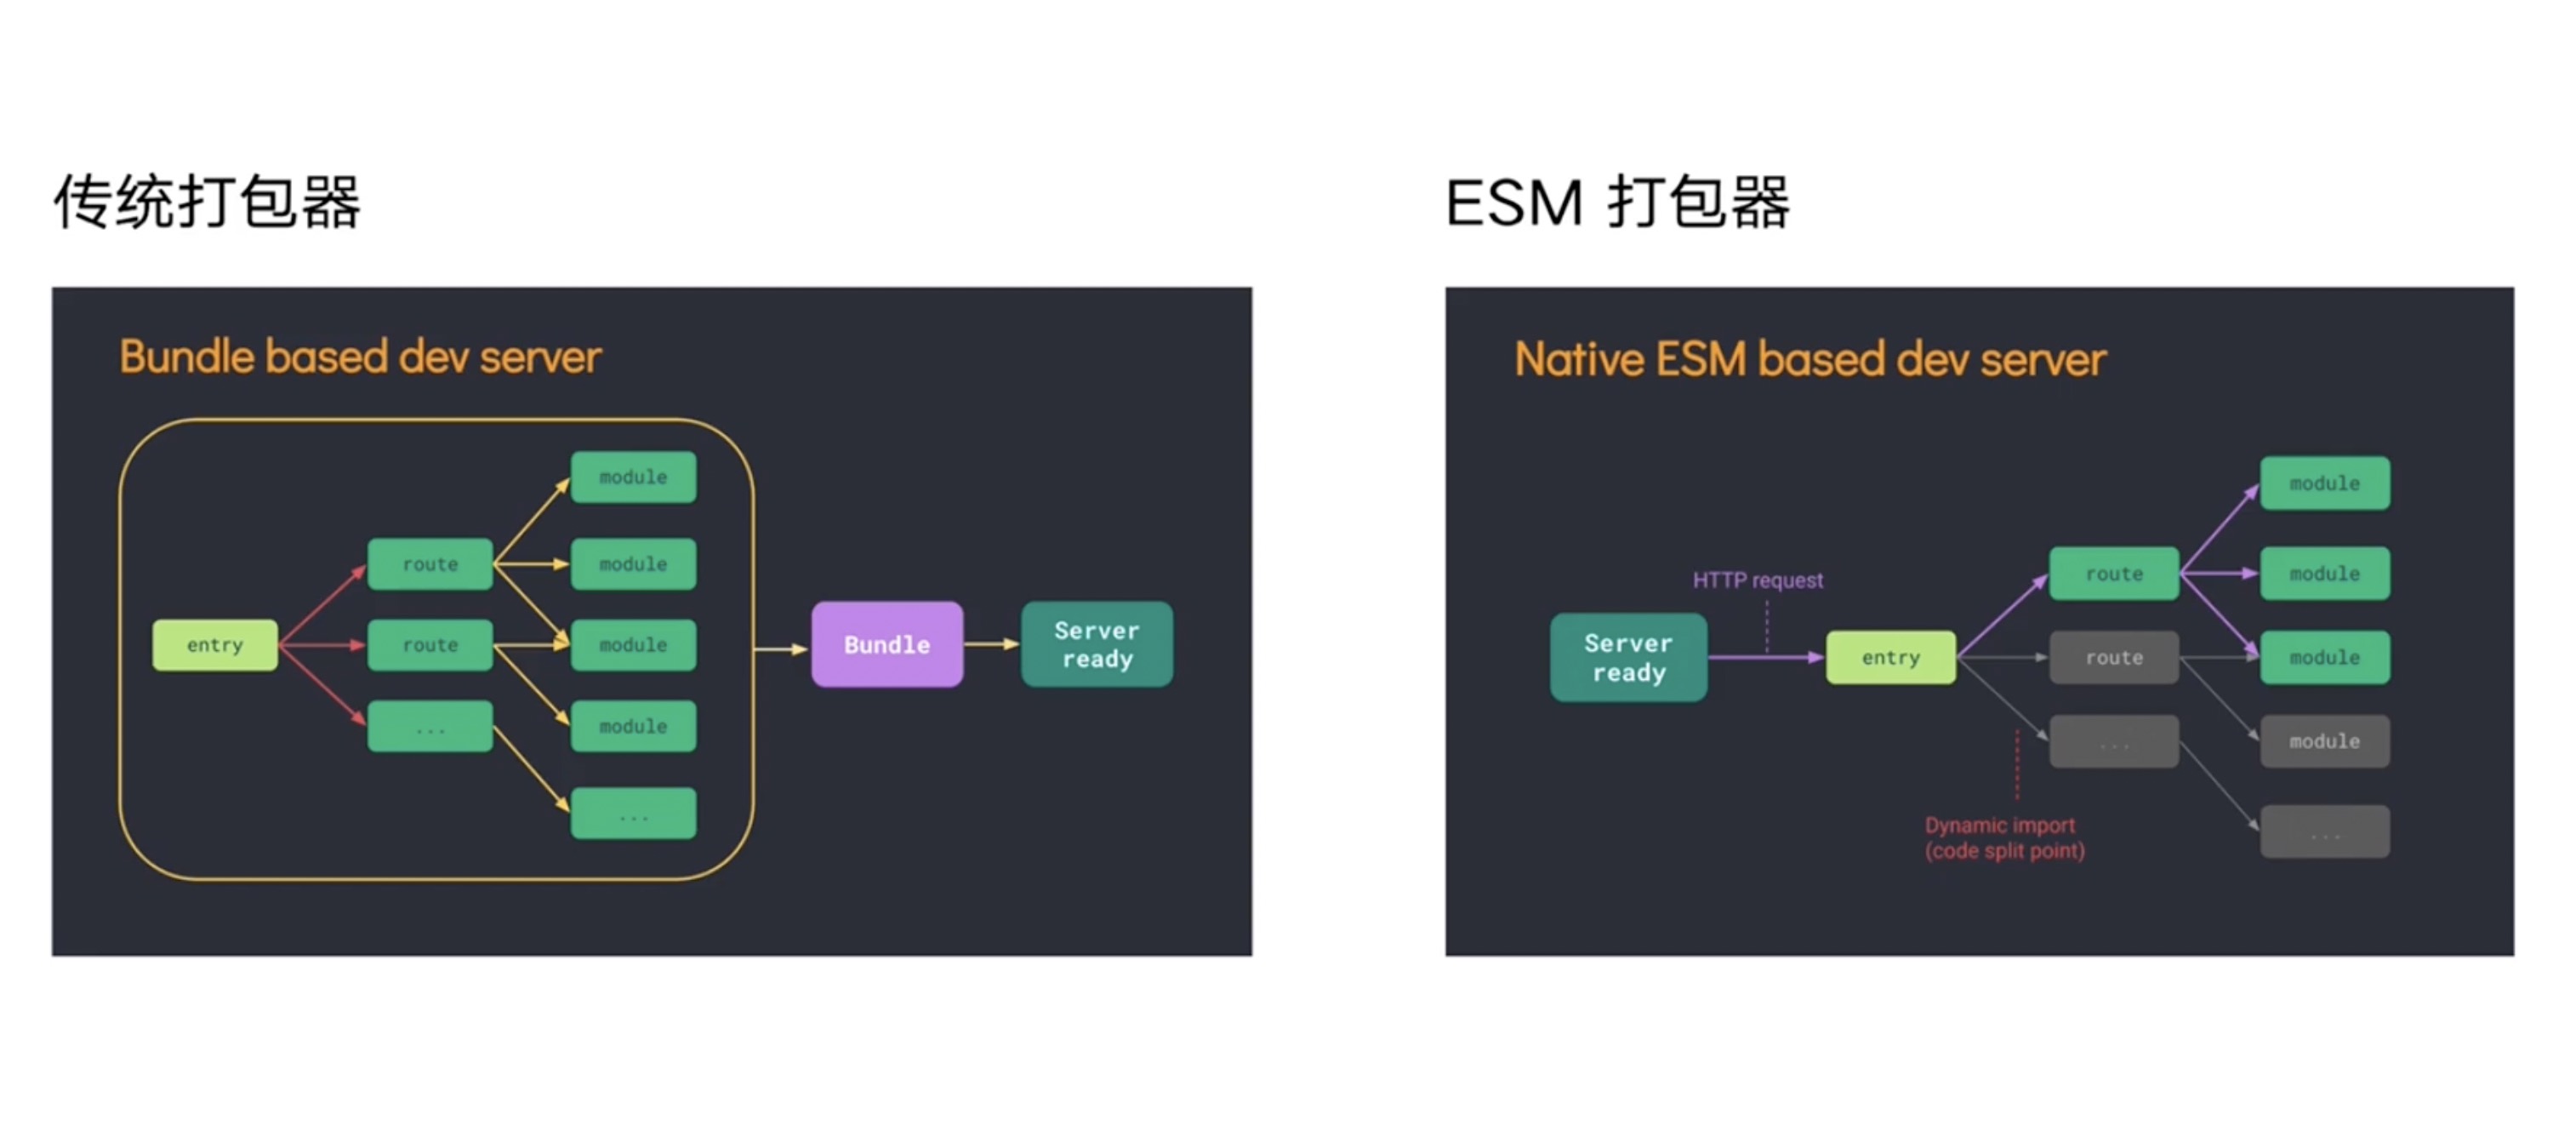 传统打包器
Bundle based dev server
module
route
module
entry
route
module
Bundle
Server
ready
...
module
...
ESM 打包器
Native ESM based dev server
module
HTTP request
route
module
Server
ready
entry
route
module
...
module
Dynamic import
(code split point)
...